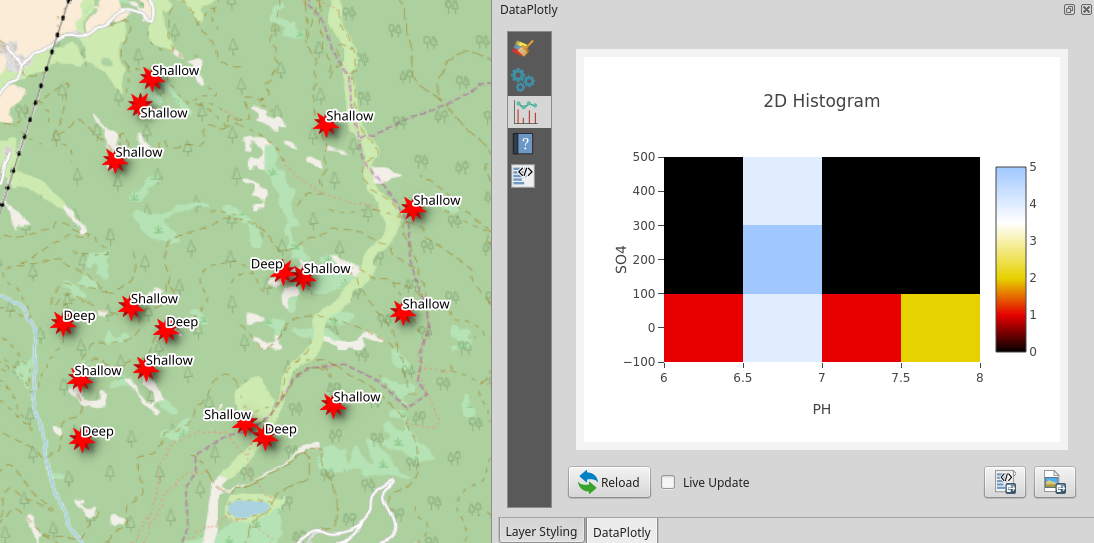 DataPlotly
Shallow
Shallow
Shallow
Shallow
Shallow
Deep
Shallow
Shallow
Shallow
Deep
Deep
Shallow
Shallow
Shallow
Shallow
Deep
Deep
2D Histogram
500
400
300
200
100
0
−100
SO4
6
6.5
7
7.5
8
PH
5
4
3
2
1
0
?
</>
</>
Reload
Live Update
</>
Layer Styling
DataPlotly